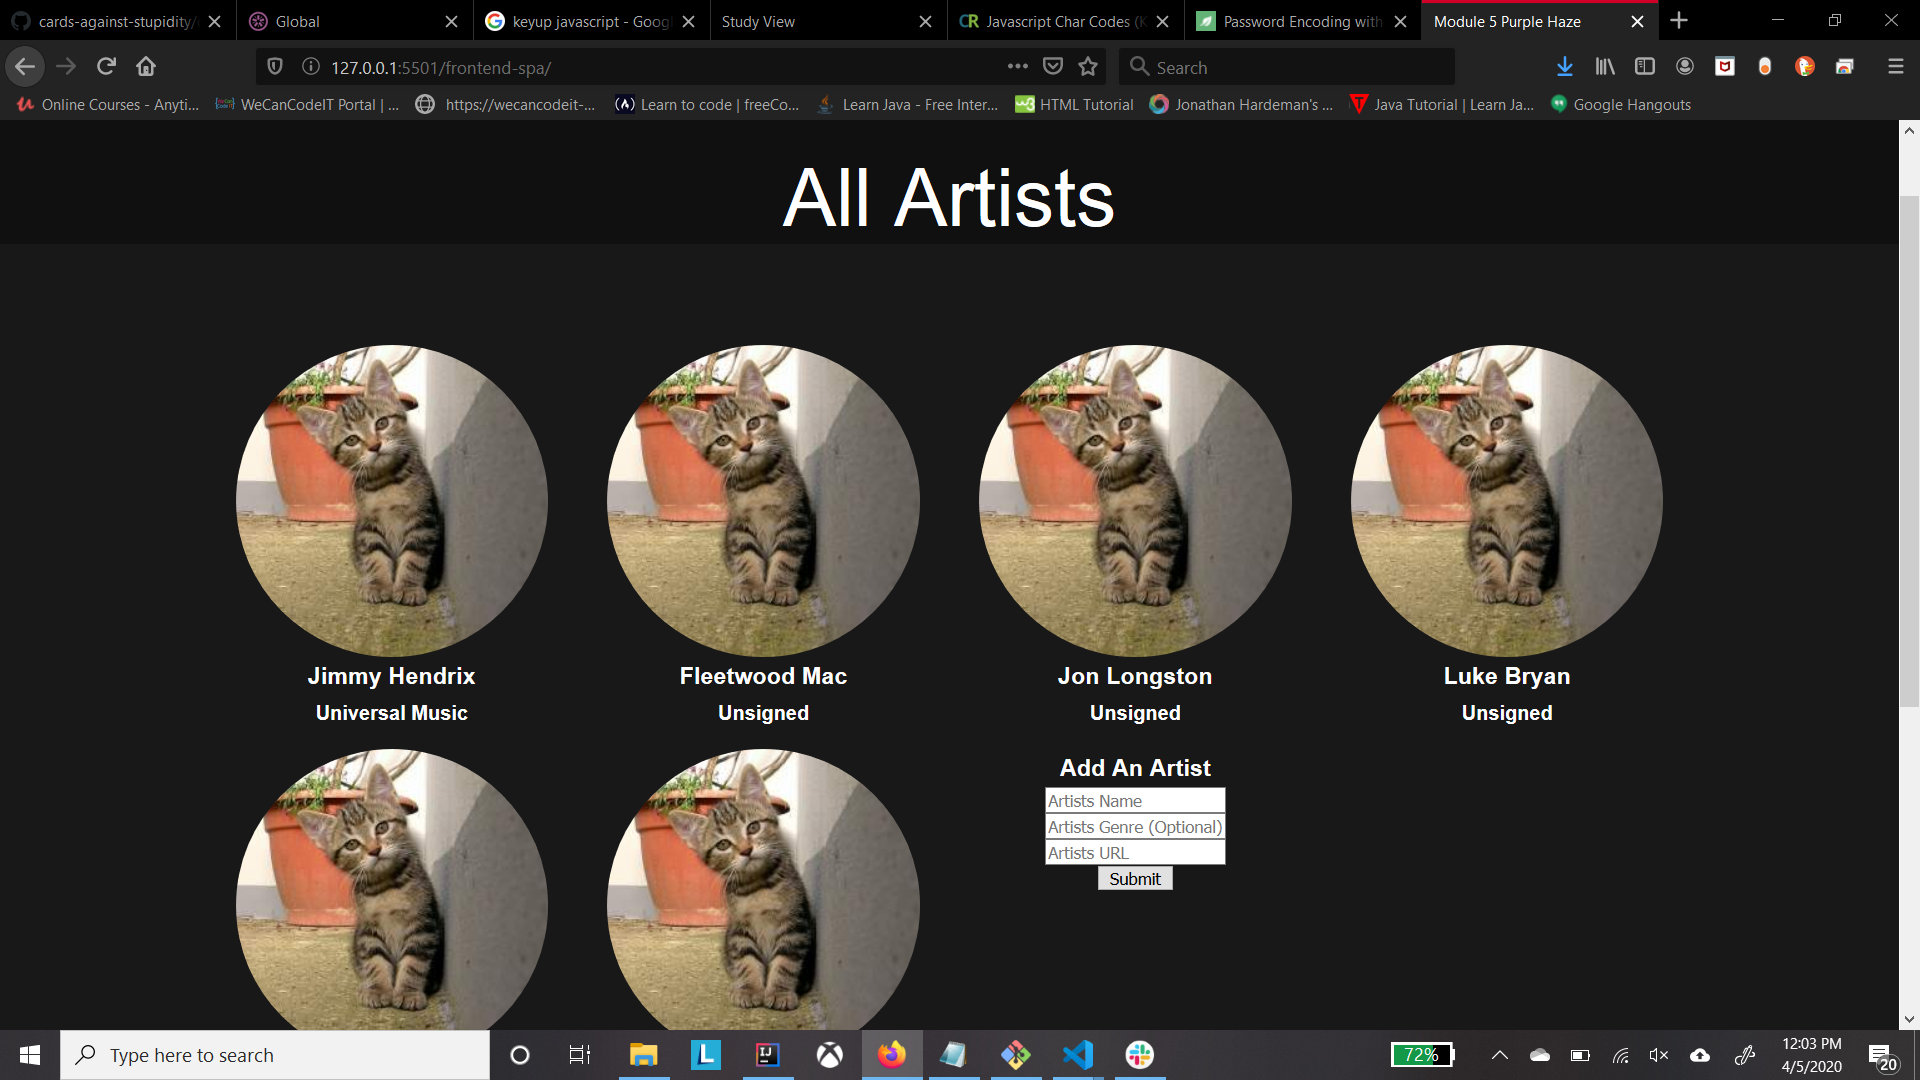 cards-against-stupidity/
Global
keyup javascript - Goog
Study View
CR Javascript Char Codes (K
Password Encoding with
Module 5 Purple Haze
127.0.0.1:5501/frontend-spa/
Search
Online Courses - Anyti...
WeCanCodeIT Portal | ...
https://wecancodeit-...
Learn to code | freeCo...
Learn Java - Free Inter...
HTML Tutorial
Jonathan Hardeman's ...
Java Tutorial | Learn Ja...
Google Hangouts
All Artists
Jimmy Hendrix
Fleetwood Mac
Jon Longston
Luke Bryan
Universal Music
Unsigned
Unsigned
Unsigned
Add An Artist
Artists Name
Artists Genre (Optional)
Artists URL
Submit
Type here to search
72%
12:03 PM
4/5/2020
20